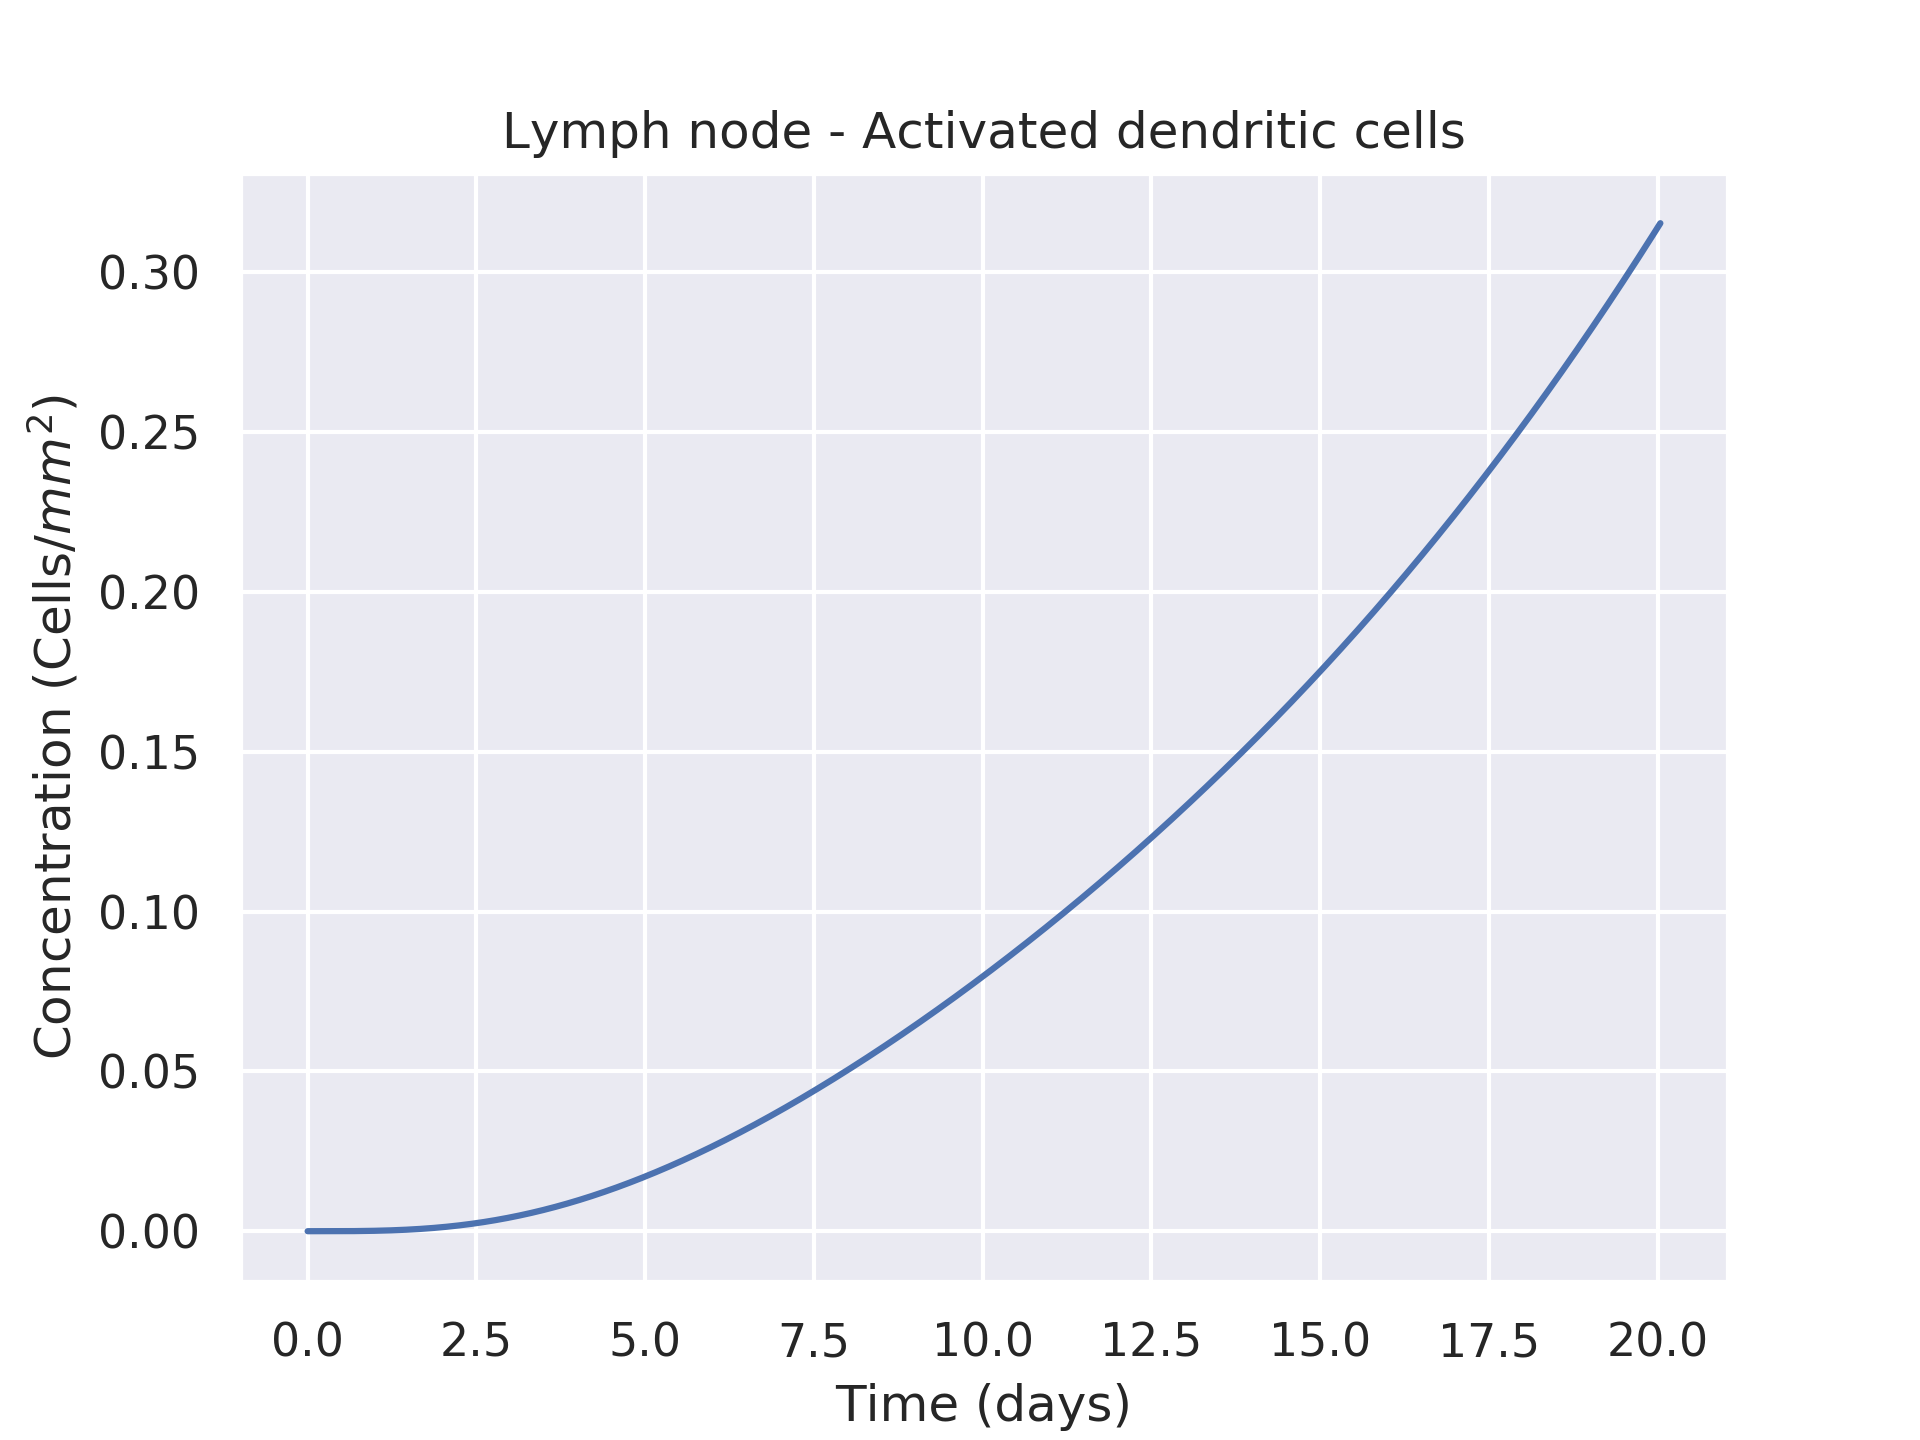 Lymph node - Activated dendritic cells
Concentration (Cells/mm²)
0.30
0.25
0.20
0.15
0.10
0.05
0.00
0.0 2.5 5.0 7.5 10.0 12.5 15.0 17.5 20.0
Time (days)